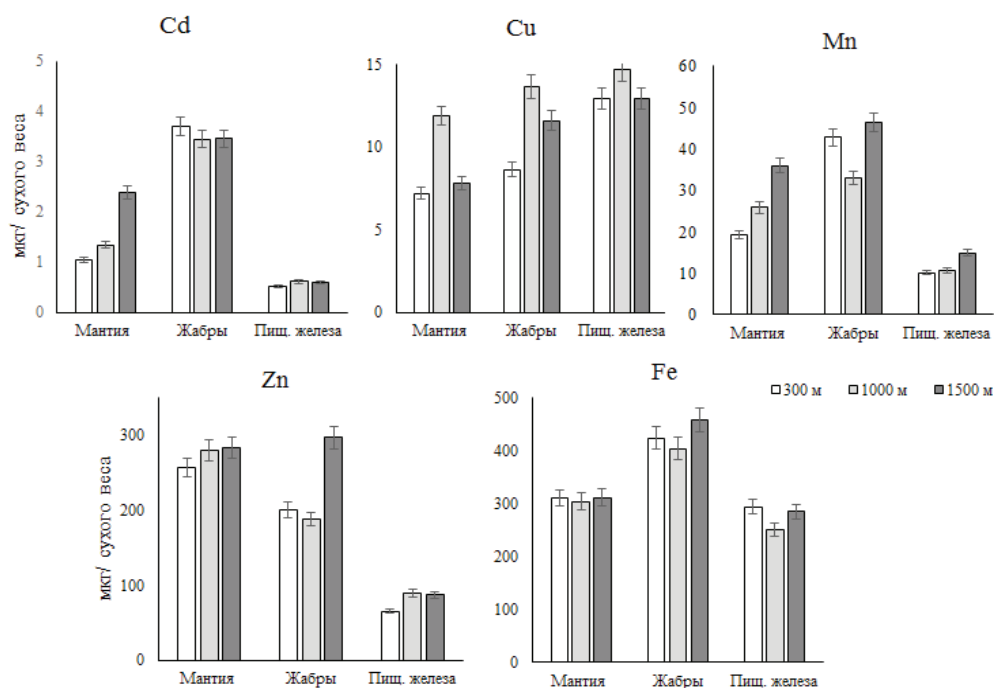 Cd
5
4
3
2
1
0
мкг/ сухого веса
Мантия
Жабры
Пищ. железа
Cu
15
10
5
0
Мантия
Жабры
Пищ. железа
Mn
60
50
40
30
20
10
0
Мантия
Жабры
Пищ. железа
Zn
300
200
100
0
мкг/ сухого веса
Мантия
Жабры
Пищ. железа
Fe
300 м
1000 м
1500 м
500
400
300
200
100
0
Мантия
Жабры
Пищ. железа